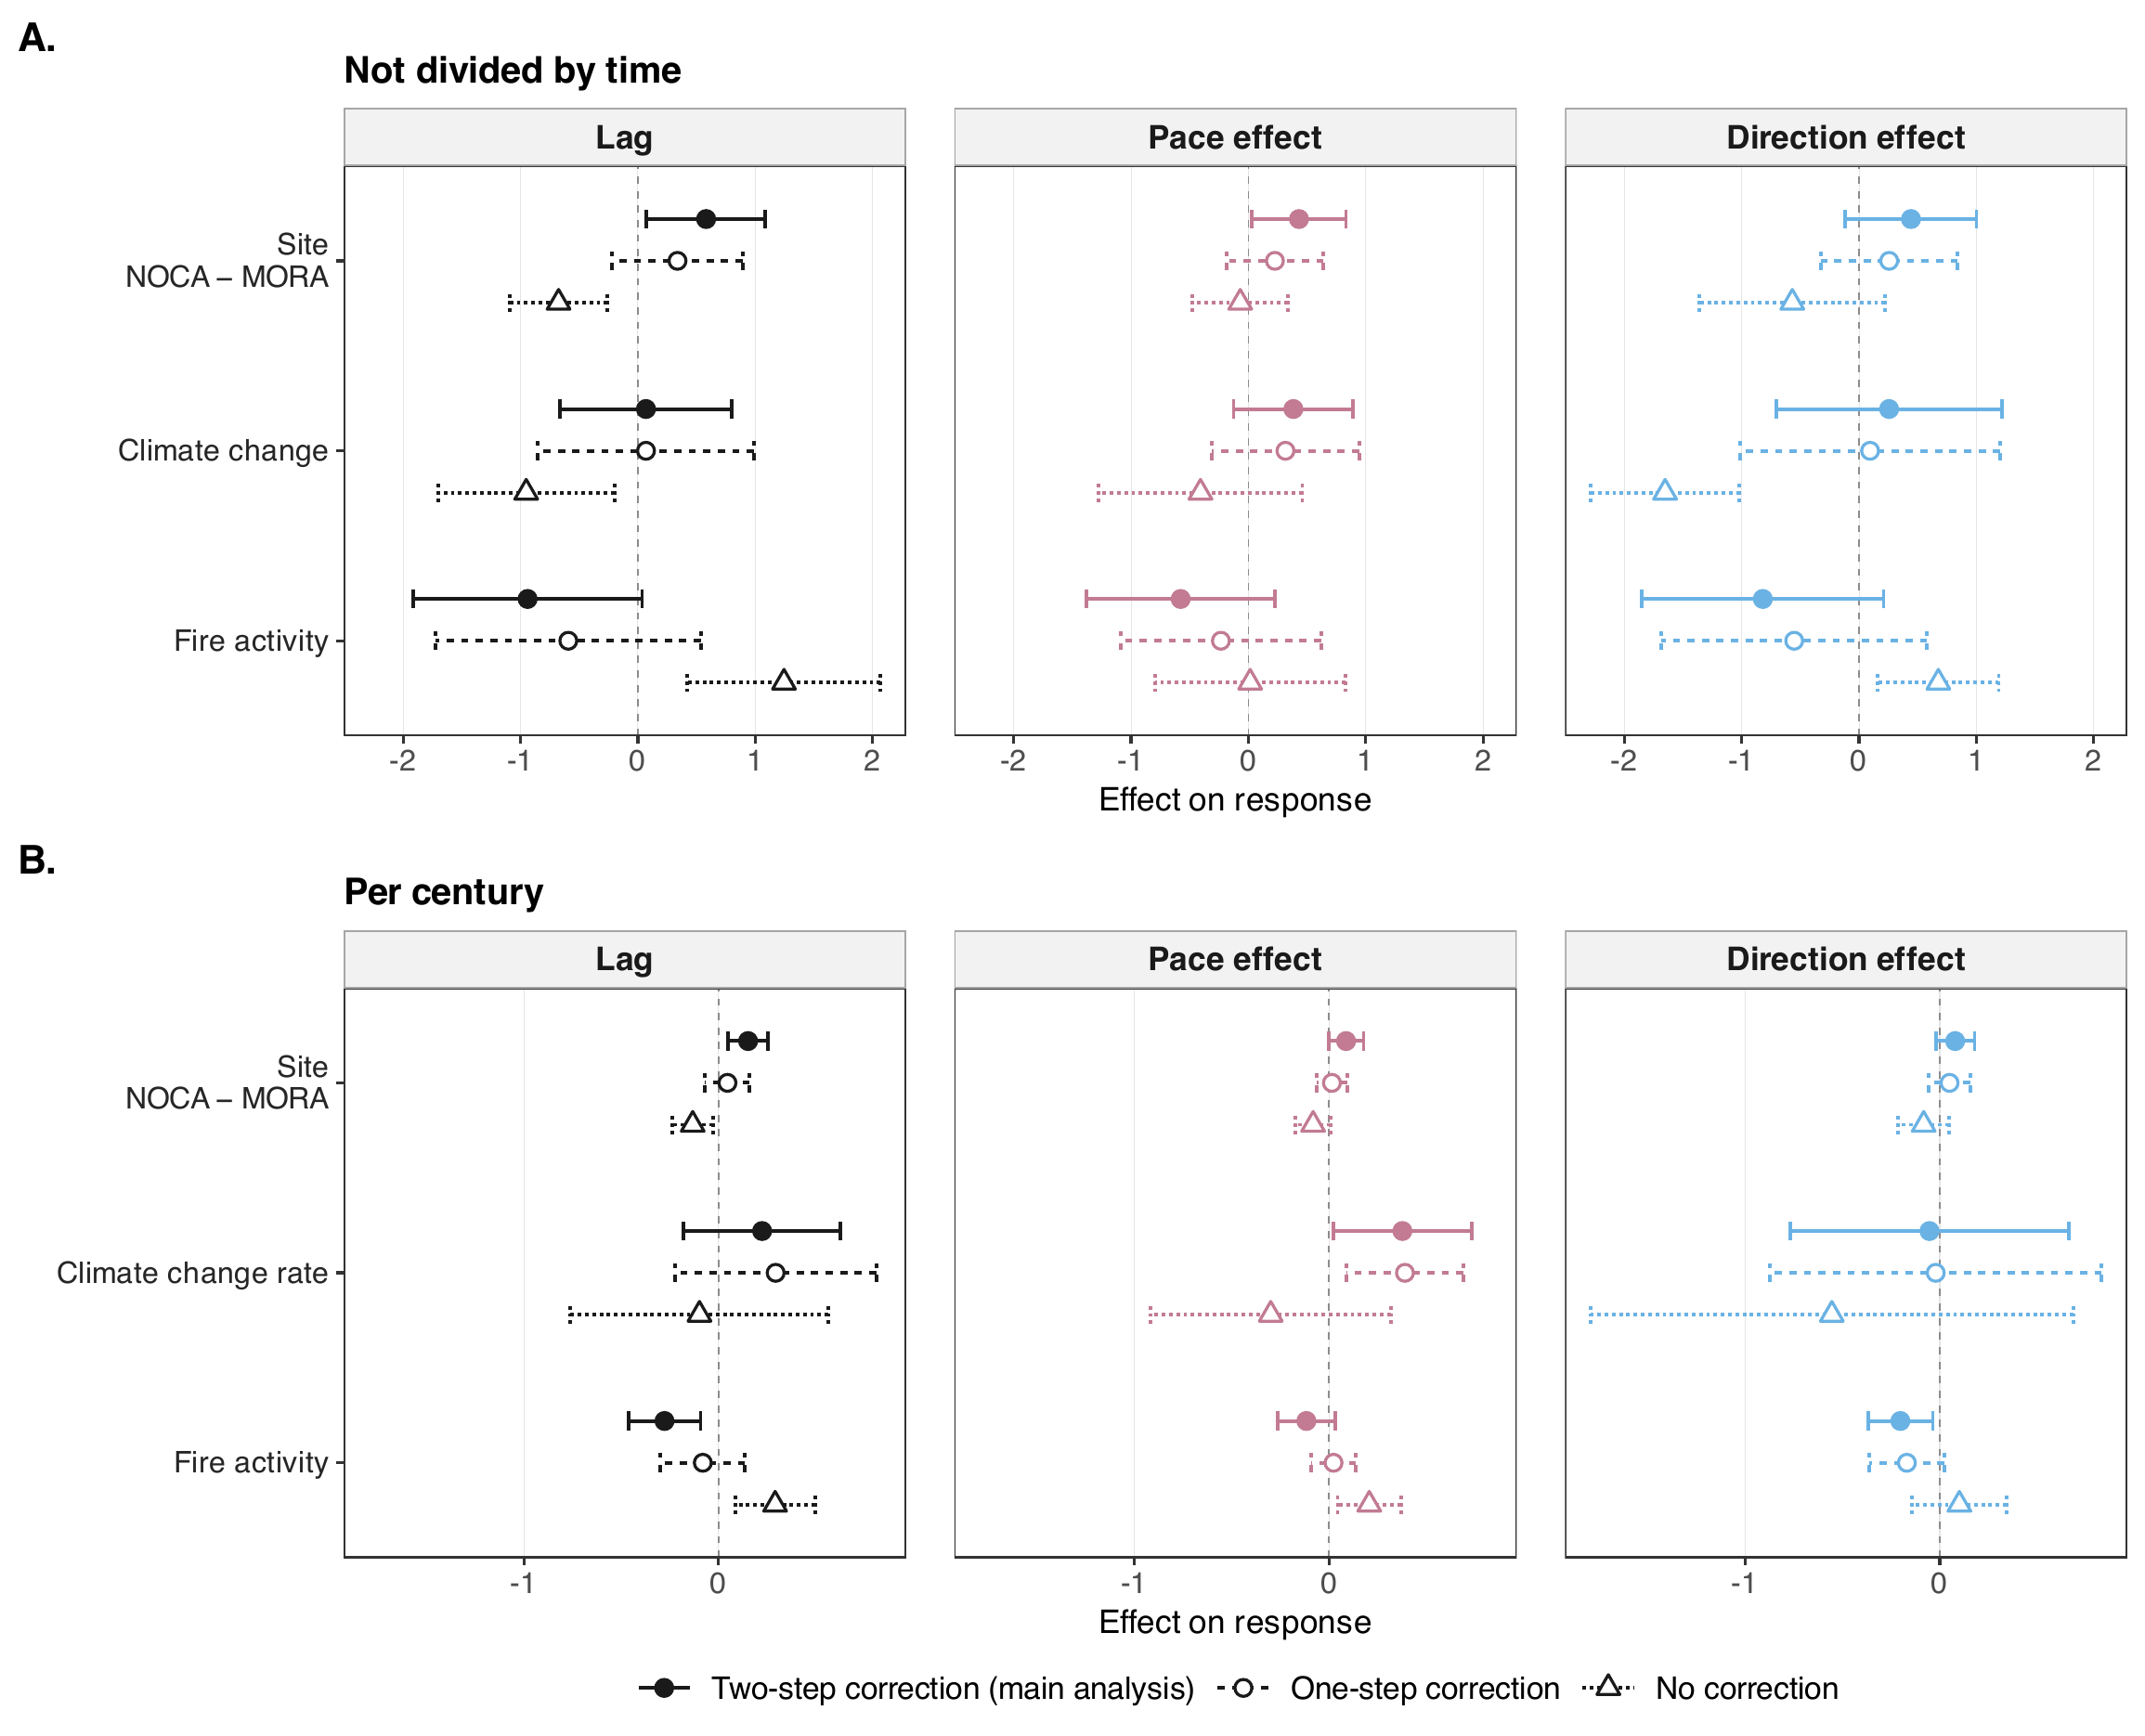 A.
Not divided by time
Lag
Pace effect
Direction effect
Site
NOCA – MORA
Climate change
Fire activity
-2 -1 0 1 2
-2 -1 0 1 2
-2 -1 0 1 2
Effect on response
B.
Per century
Lag
Pace effect
Direction effect
Site
NOCA – MORA
Climate change rate
Fire activity
-1 0
-1 0
-1 0
Effect on response
Two-step correction (main analysis) One-step correction No correction